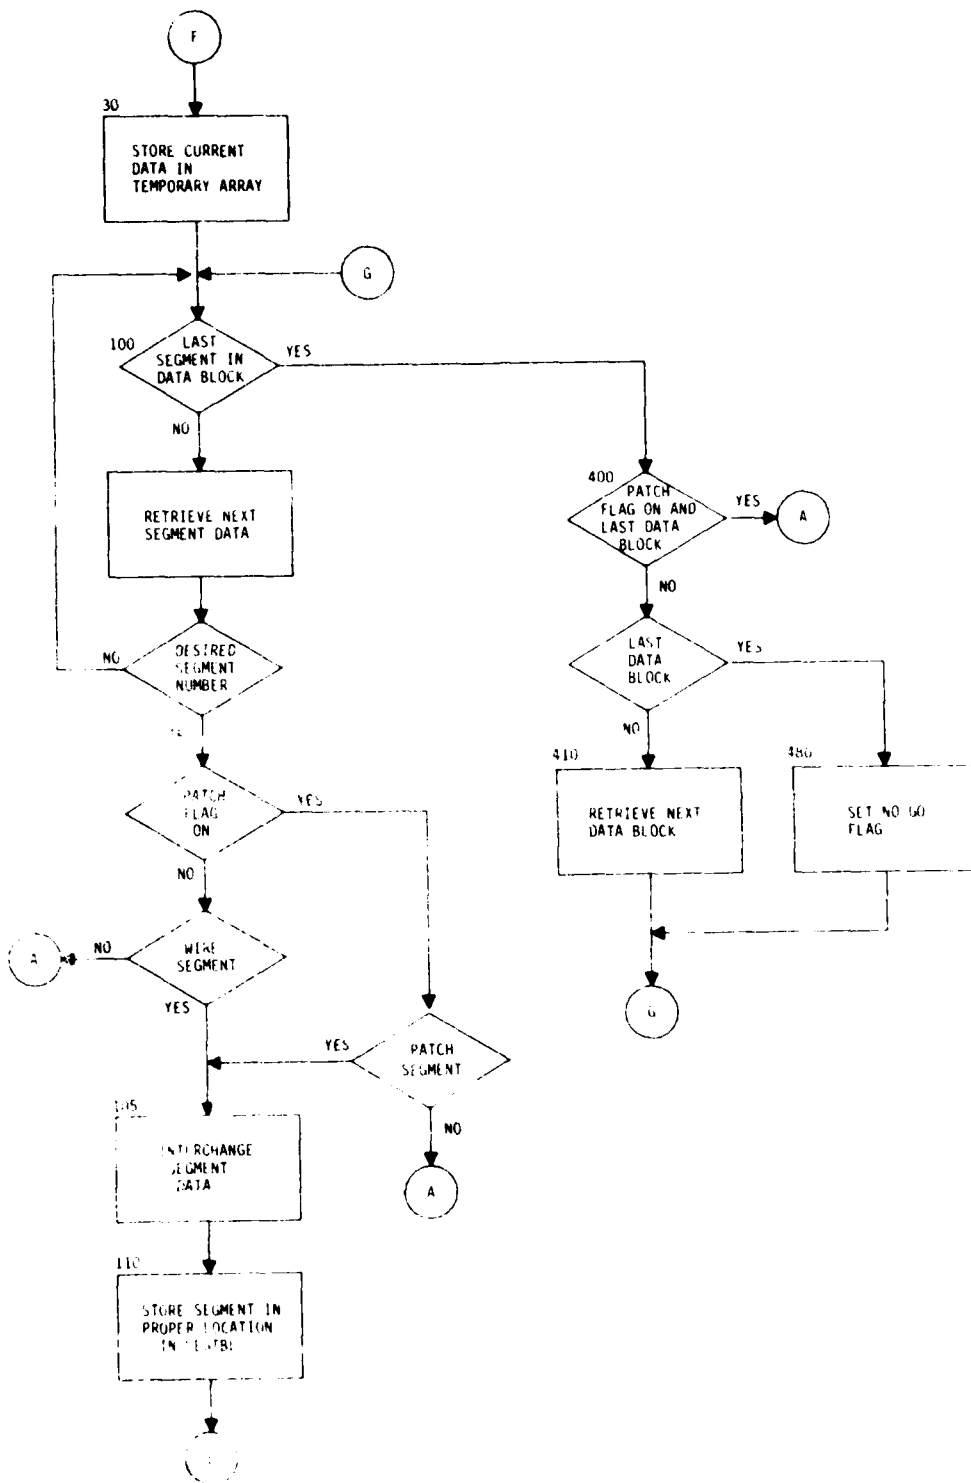 F
30
STORE CURRENT
DATA IN
TEMPORARY ARRAY
G
100
LAST
SEGMENT IN
DATA BLOCK
YES
NO
RETRIEVE NEXT
SEGMENT DATA
400
PATCH
FLAG ON AND
LAST DATA
BLOCK
YES
A
NO
DESIRED
SEGMENT
NUMBER
NO
LAST
DATA
BLOCK
YES
NO
410
RETRIEVE NEXT
DATA BLOCK
480
SET NO GO
FLAG
G
PATCH
FLAG
ON
YES
NO
WIRE
SEGMENT
NO
A
YES
PATCH
SEGMENT
YES
NO
A
105
INTERCHANGE
SEGMENT
DATA
110
STORE SEGMENT IN
PROPER LOCATION
IN